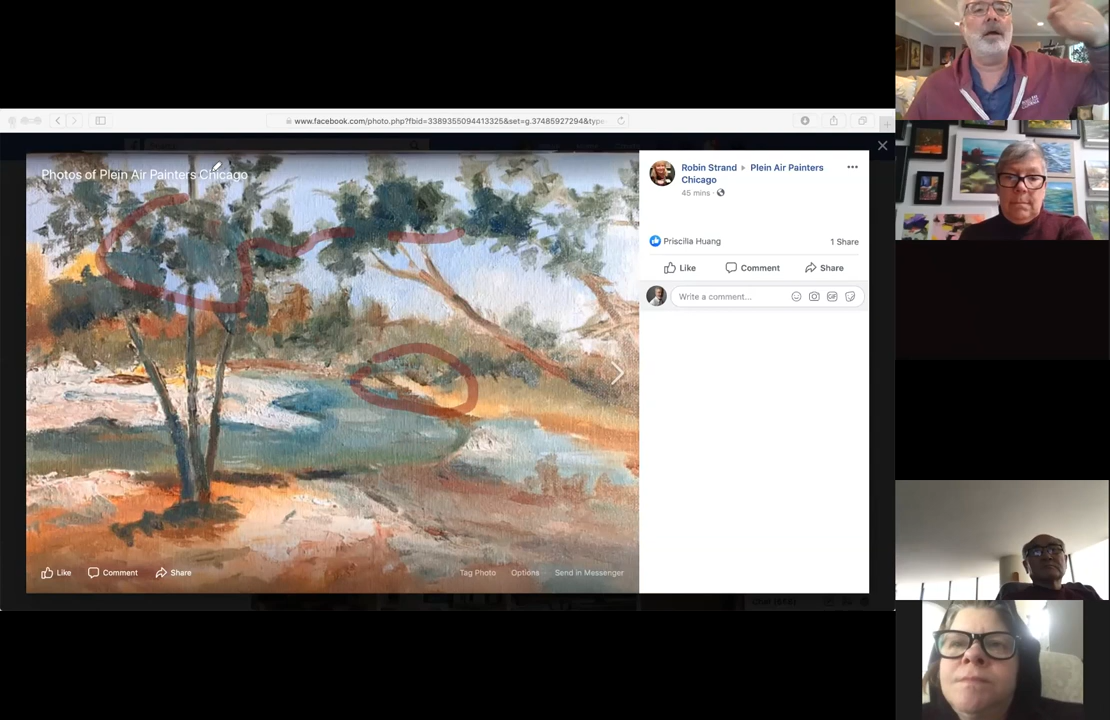 www.facebook.com/photo.php?fbid=3389355094413325&set=g.37485927294&type=
Photos of Plein Air Painters Chicago
Robin Strand ▸ Plein Air Painters
Chicago
45 mins
Priscilla Huang
1 Share
Like Comment Share
Write a comment...
GIF
Like Comment Share
Tag Photo Options Send in Messenger